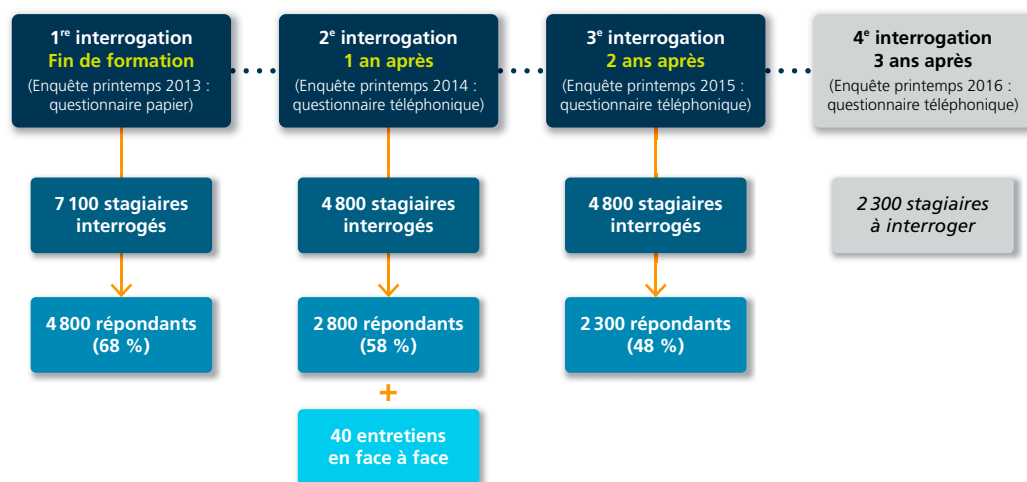 1re interrogation
Fin de formation
(Enquête printemps 2013 :
questionnaire papier)
2e interrogation
1 an après
(Enquête printemps 2014 :
questionnaire téléphonique)
3e interrogation
2 ans après
(Enquête printemps 2015 :
questionnaire téléphonique)
4e interrogation
3 ans après
(Enquête printemps 2016 :
questionnaire téléphonique)
7 100 stagiaires
interrogés
4 800 stagiaires
interrogés
4 800 stagiaires
interrogés
2 300 stagiaires
à interroger
4 800 répondants
(68 %)
2 800 répondants
(58 %)
2 300 répondants
(48 %)
+
40 entretiens
en face à face